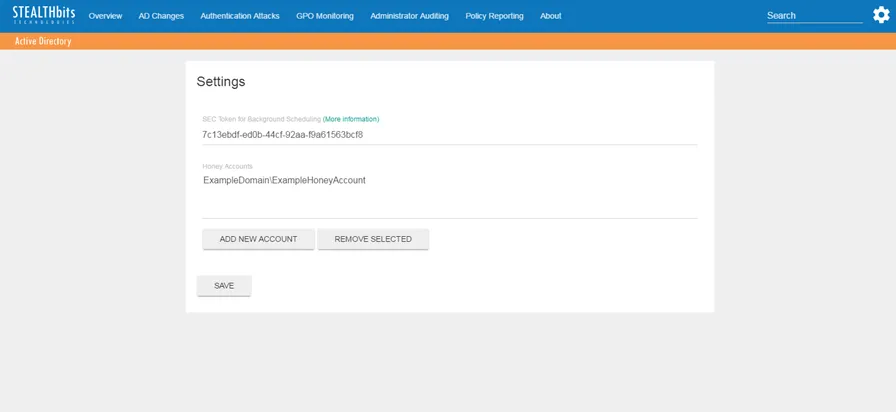 STEALTHbits
TECHNOLOGIES
Overview
AD Changes
Authentication Attacks
GPO Monitoring
Administrator Auditing
Policy Reporting
About
Search
Active Directory
Settings
SEC Token for Background Scheduling (More information)
7c13ebdf-ed0b-44cf-92aa-f9a61563bcf8
Honey Accounts
ExampleDomain\ExampleHoneyAccount
ADD NEW ACCOUNT
REMOVE SELECTED
SAVE